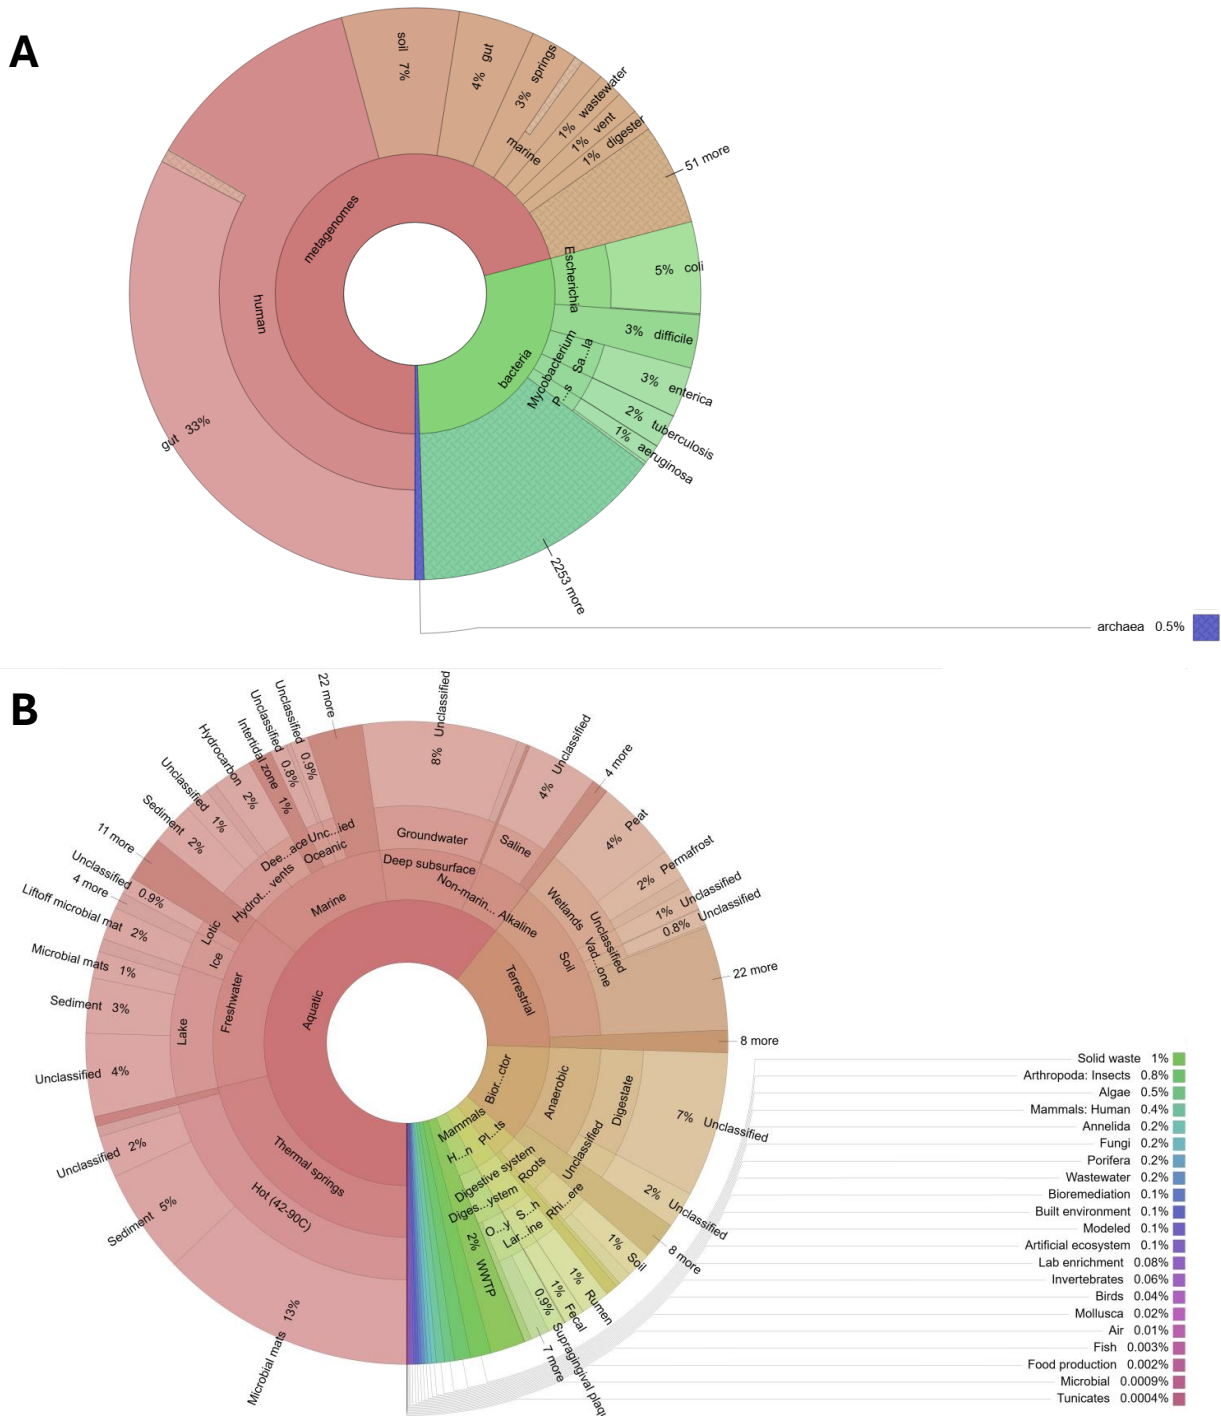 A
soil 7%
4% gut
3% springs
marine
1% wastewater
1% vent
1% digester
51 more
metagenomes
human
gut 33%
bacteria
Escherichia
5% coli
3% difficile
Mycobacterium
Sa...la
P...s
3% enterica
2% tuberculosis
1% aeruginosa
2253 more
archaea 0.5%
B
22 more
Unclassified 0.9%
Unclassified 0.8%
Intertidal zone 1%
Hydrocarbon 2%
Unclassified 1%
Sediment 2%
11 more
Unclassified 0.9%
4 more
Liftoff microbial mat 2%
Microbial mats 1%
Sediment 3%
Unclassified 4%
Unclassified 2%
Sediment 5%
Microbial mats 13%
8% Unclassified
4% Unclassified
4 more
4% Peat
2% Permafrost
1% Unclassified
0.8% Unclassified
22 more
8 more
7% Unclassified
2% Unclassified
8 more
1% Soil
1% Rumen
1% Fecal
0.9% Supragingival plaqu
7 more
2% WWTP
Groundwater
Saline
Deep subsurface
Non-marin...
Alkaline
Dee...ace
Unc...ied
Oceanic
Hydrot... vents
Marine
Lotic
Ice
Lake
Freshwater
Aquatic
Thermal springs
Hot (42-90C)
Terrestrial
Soil
Wetlands
Unclassified
Vad...one
Bior...ctor
Anaerobic
Digestate
Unclassified
Mammals
Pl...ts
H...n
Digestive system
Roots
Diges...ystem
Rhi...ere
S...h
O...y
Lar...ine
Solid waste 1%
Arthropoda: Insects 0.8%
Algae 0.5%
Mammals: Human 0.4%
Annelida 0.2%
Fungi 0.2%
Porifera 0.2%
Wastewater 0.2%
Bioremediation 0.1%
Built environment 0.1%
Modeled 0.1%
Artificial ecosystem 0.1%
Lab enrichment 0.08%
Invertebrates 0.06%
Birds 0.04%
Mollusca 0.02%
Air 0.01%
Fish 0.003%
Food production 0.002%
Microbial 0.0009%
Tunicates 0.0004%